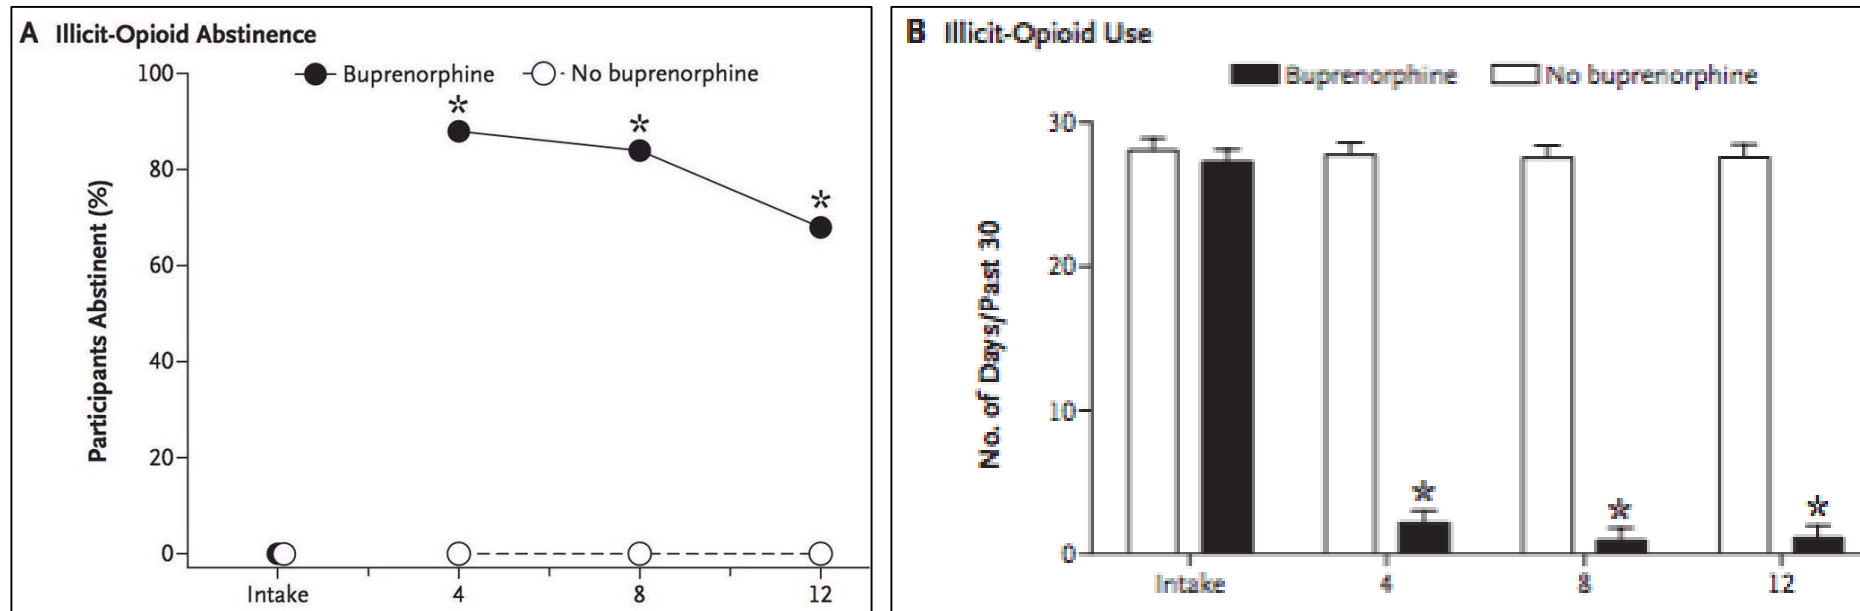 A Illicit-Opioid Abstinence
Buprenorphine
No buprenorphine
Participants Abstinent (%)
100
80
60
40
20
0
*
*
*
Intake
4
8
12
B Illicit-Opioid Use
Buprenorphine
No buprenorphine
No. of Days/Past 30
30
20
10
0
*
*
*
Intake
4
8
12